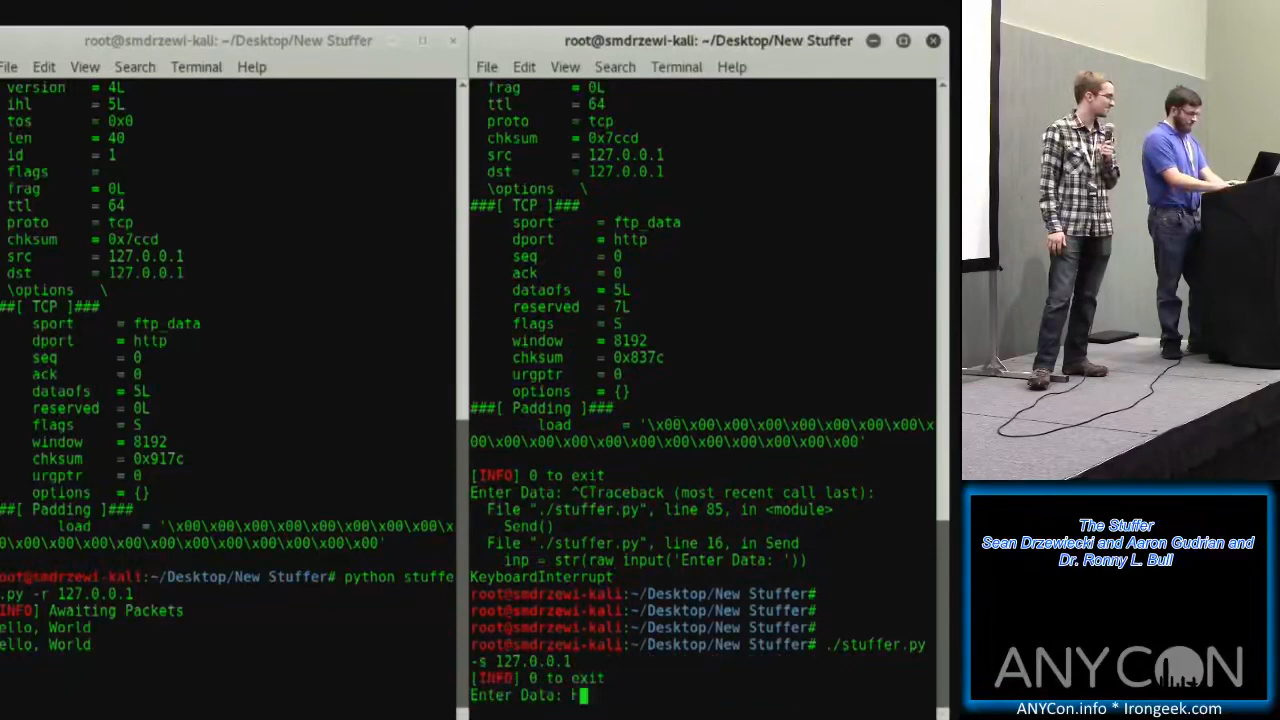 root@smdrzewi-kali: ~/Desktop/New Stuffer
File Edit View Search Terminal Help
version = 4L
ihl = 5L
tos = 0x0
len = 40
id = 1
flags =
frag = 0L
ttl = 64
proto = tcp
chksum = 0x7ccd
src = 127.0.0.1
dst = 127.0.0.1
\options \
##[ TCP ]###
sport = ftp_data
dport = http
seq = 0
ack = 0
dataofs = 5L
reserved = 0L
flags = S
window = 8192
chksum = 0x917c
urgptr = 0
options = {}
##[ Padding ]###
load = '\x00\x00\x00\x00\x00\x00\x00\x
00\x00\x00\x00\x00\x00\x00\x00\x00\x00'
root@smdrzewi-kali:~/Desktop/New Stuffer# python stuffe
.py -r 127.0.0.1
INFO] Awaiting Packets
ello, World
ello, World
root@smdrzewi-kali: ~/Desktop/New Stuffer
File Edit View Search Terminal Help
frag = 0L
ttl = 64
proto = tcp
chksum = 0x7ccd
src = 127.0.0.1
dst = 127.0.0.1
\options \
###[ TCP ]###
sport = ftp_data
dport = http
seq = 0
ack = 0
dataofs = 5L
reserved = 7L
flags = S
window = 8192
chksum = 0x837c
urgptr = 0
options = {}
###[ Padding ]###
load = '\x00\x00\x00\x00\x00\x00\x00\x
00\x00\x00\x00\x00\x00\x00\x00\x00\x00'
[INFO] 0 to exit
Enter Data: ^CTraceback (most recent call last):
File "./stuffer.py", line 85, in <module>
Send()
File "./stuffer.py", line 16, in Send
inp = str(raw_input('Enter Data: '))
KeyboardInterrupt
root@smdrzewi-kali:~/Desktop/New Stuffer#
root@smdrzewi-kali:~/Desktop/New Stuffer#
root@smdrzewi-kali:~/Desktop/New Stuffer#
root@smdrzewi-kali:~/Desktop/New Stuffer# ./stuffer.py
-s 127.0.0.1
[INFO] 0 to exit
Enter Data:
The Stuffer
Sean Drzewiecki and Aaron Gudrian and
Dr. Ronny L. Bull
ANYCON
ANYCon.info * Irongeek.com